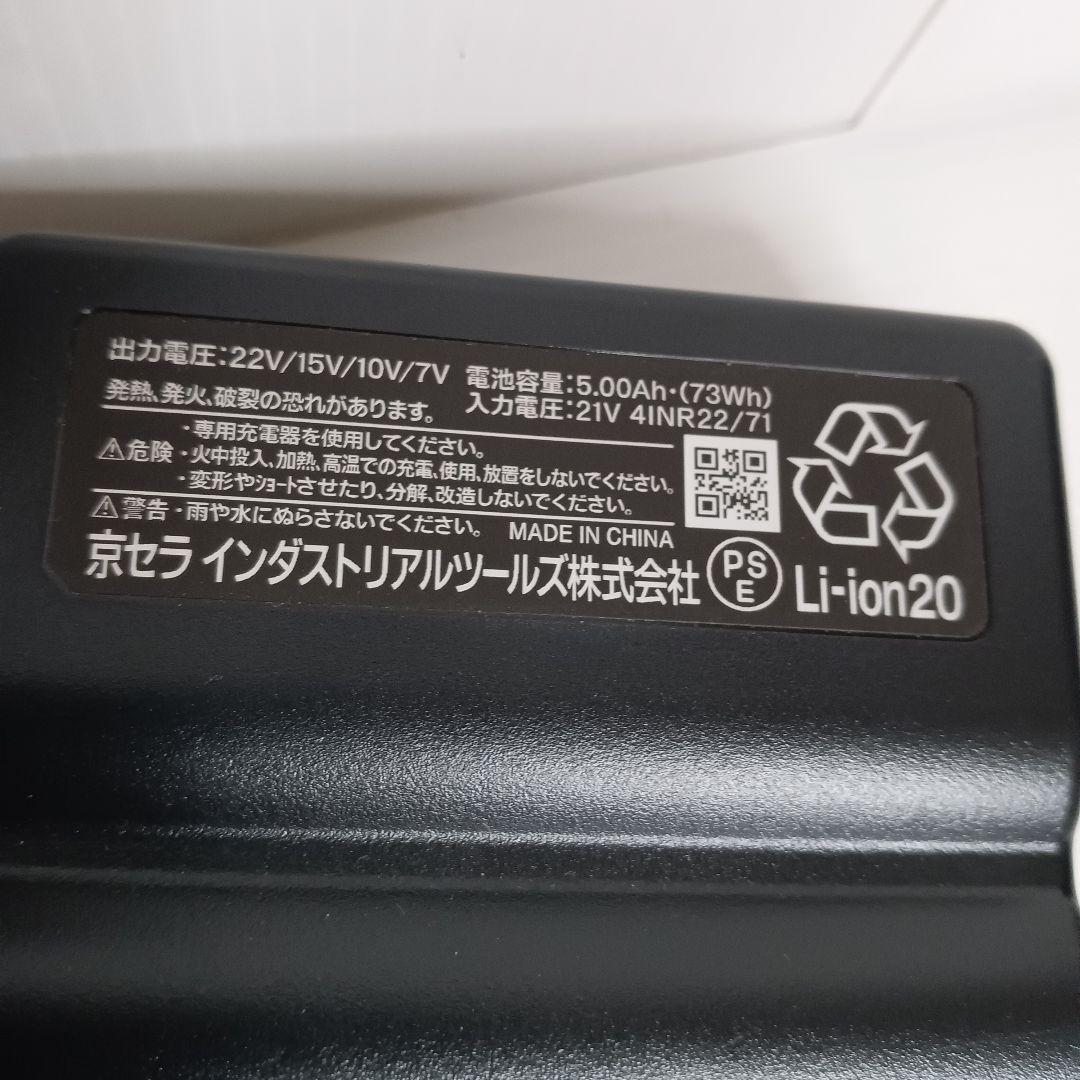 出力電圧:22V/15V/10V/7V 電池容量:5.00Ah・(73Wh)
発熱、発火、破裂の恐れがあります。 入力電圧:21V 4INR22/71
⚠危険 ・専用充電器を使用してください。
・火中投入、加熱、高温での充電、使用、放置をしないでください。
・変形やショートさせたり、分解、改造しないでください。
⚠警告 ・雨や水にぬらさないでください。 MADE IN CHINA
京セラ インダストリアルツールズ株式会社 PSE Li-ion20